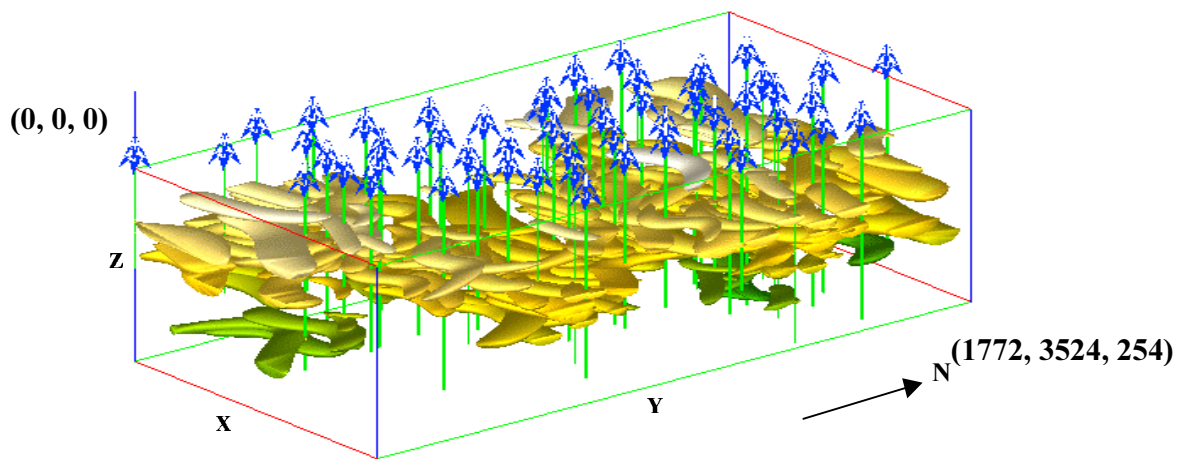 (0, 0, 0)
Z
X
Y
N
(1772, 3524, 254)